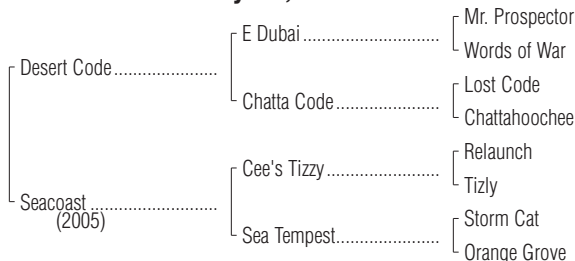 Mr. Prospector
E Dubai
Words of War
Desert Code
Lost Code
Chatta Code
Chattahoochee
Relaunch
Cee's Tizzy
Tizly
Seacoast
(2005)
Storm Cat
Sea Tempest
Orange Grove